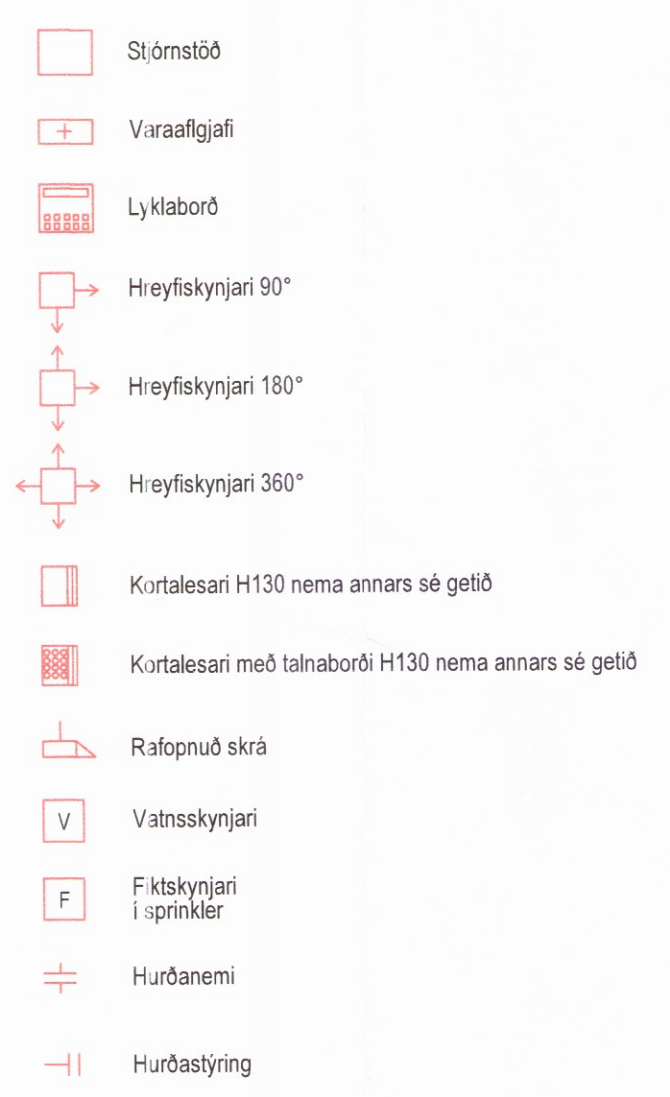 Stjórnstöð
+ Varaaflgjafi
Lyklaborð
Hreyfiskynjari 90°
Hreyfiskynjari 180°
Hreyfiskynjari 360°
Kortalesari H130 nema annars sé getið
Kortalesari með talnaborði H130 nema annars sé getið
Rafopnuð skrá
V Vatnsskynjari
F Fiktskynjari
í sprinkler
Hurðanemi
Hurðastýring